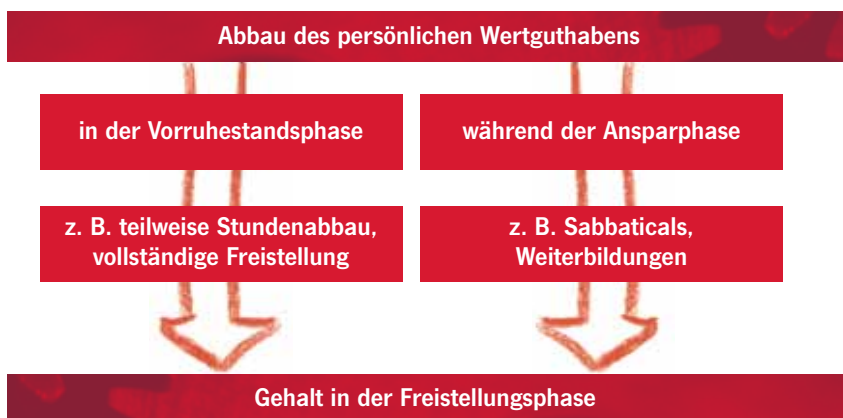 Abbau des persönlichen Wertguthabens
in der Vorruhestandsphase
während der Ansparphase
z. B. teilweise Stundenabbau,
vollständige Freistellung
z. B. Sabbaticals,
Weiterbildungen
Gehalt in der Freistellungsphase